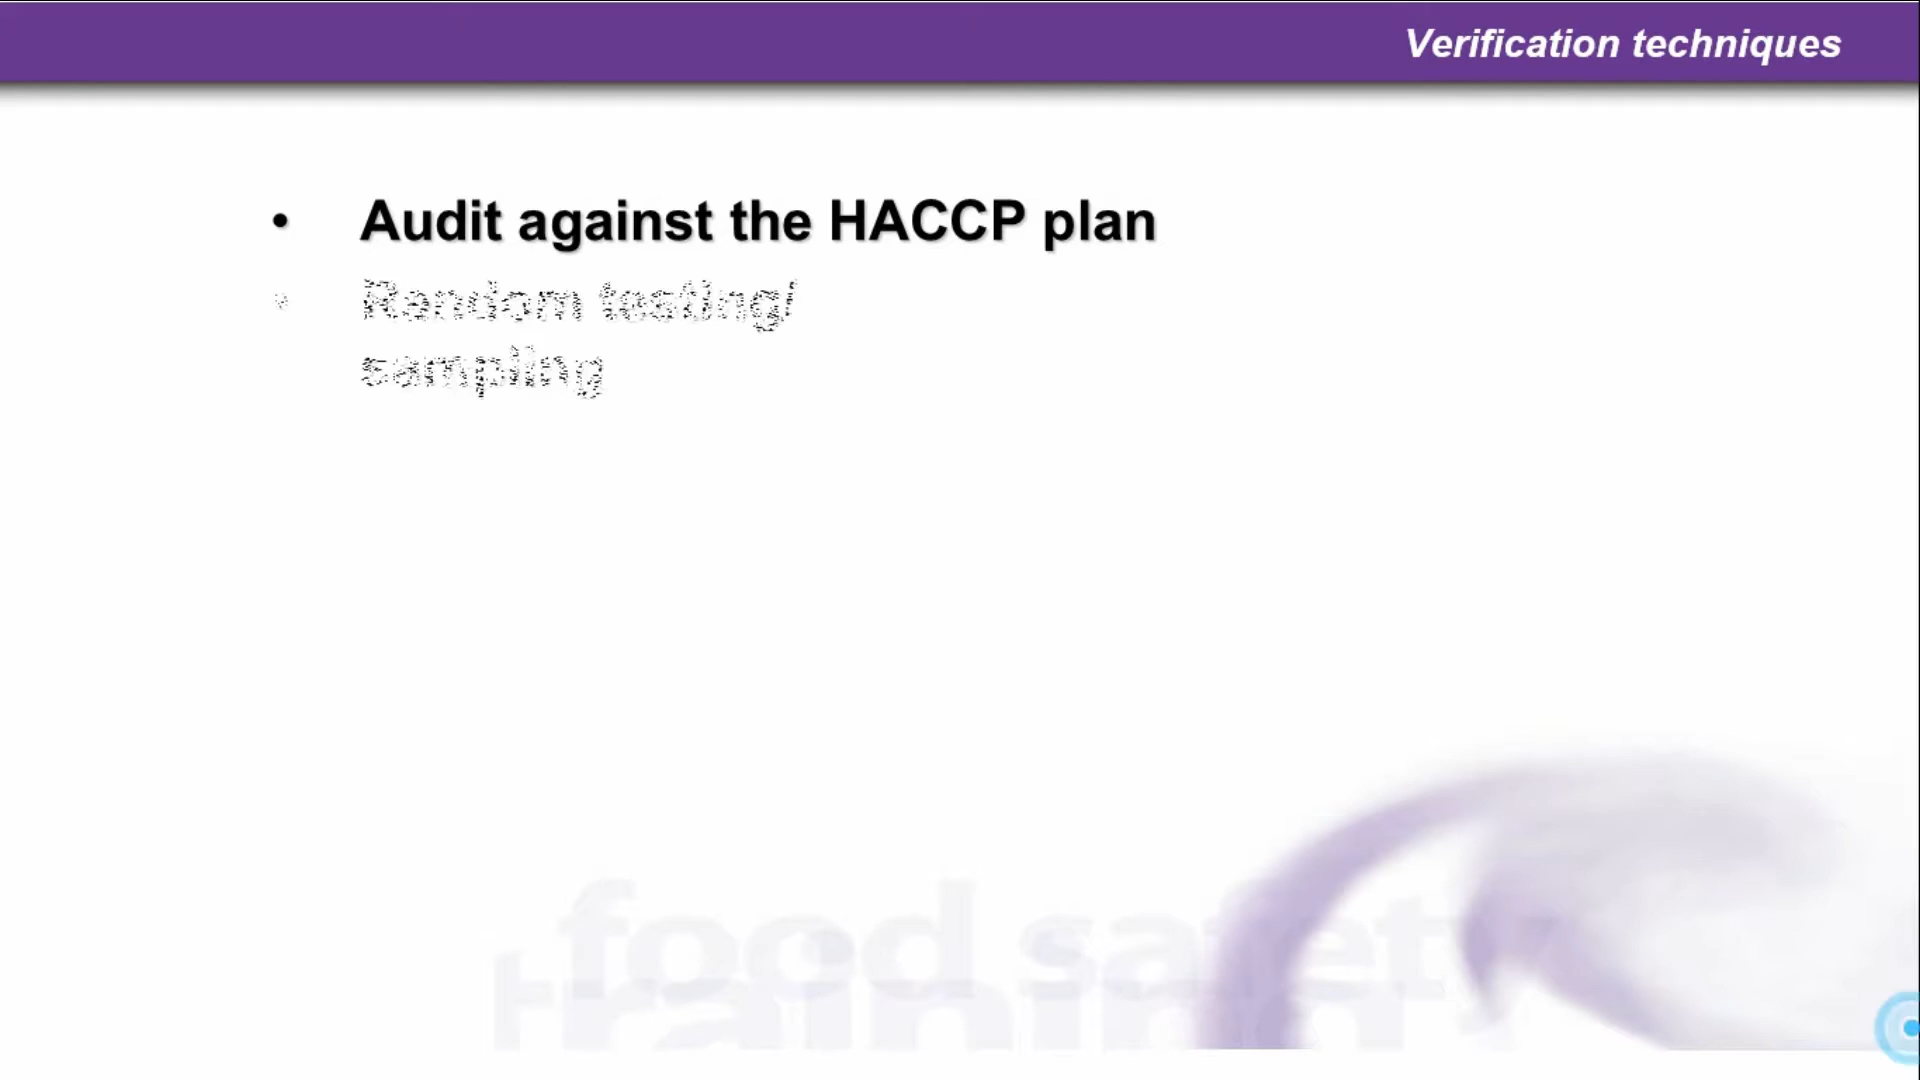 Verification techniques
• Audit against the HACCP plan
• Random testing/
sampling
food safety
training